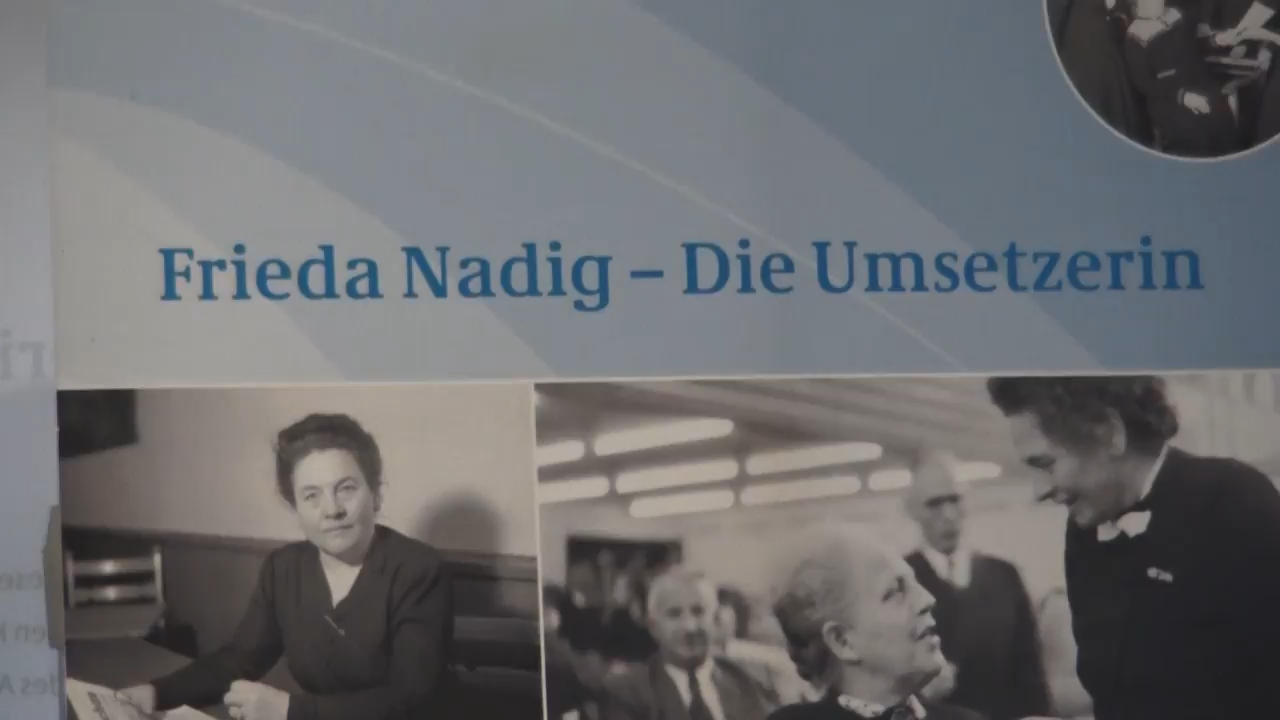 Frieda Nadig – Die Umsetzerin